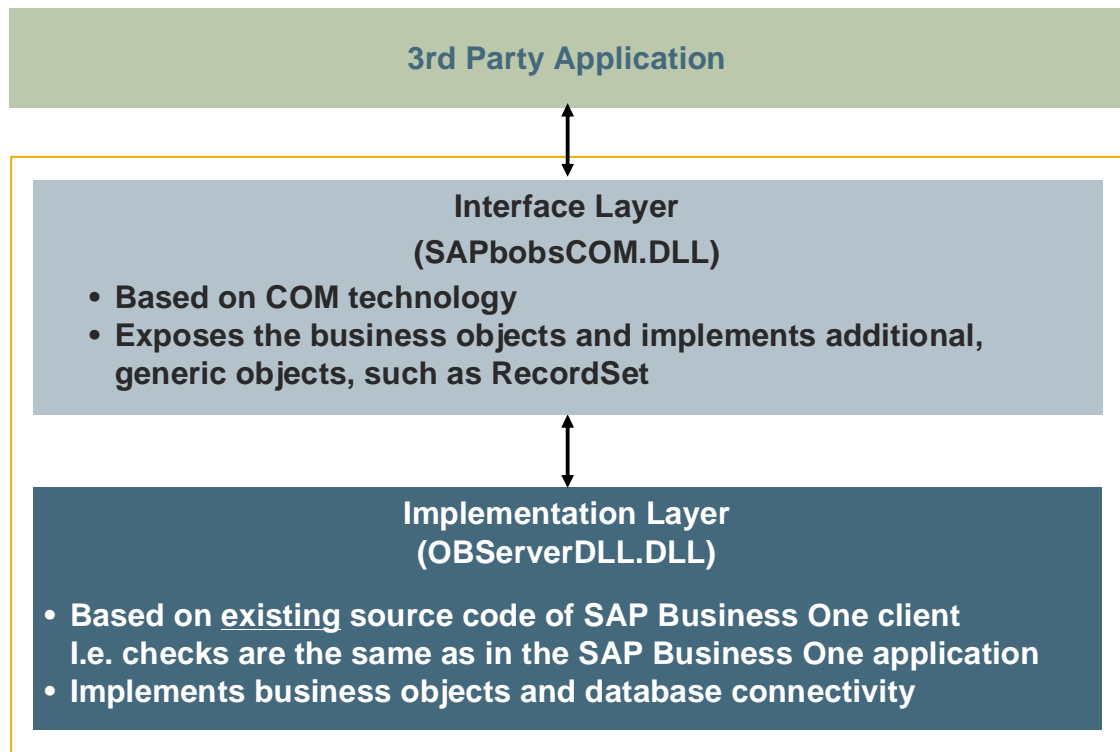 3rd Party Application
Interface Layer
(SAPbobsCOM.DLL)
• Based on COM technology
• Exposes the business objects and implements additional,
generic objects, such as RecordSet
Implementation Layer
(OBServerDLL.DLL)
• Based on existing source code of SAP Business One client
I.e. checks are the same as in the SAP Business One application
• Implements business objects and database connectivity